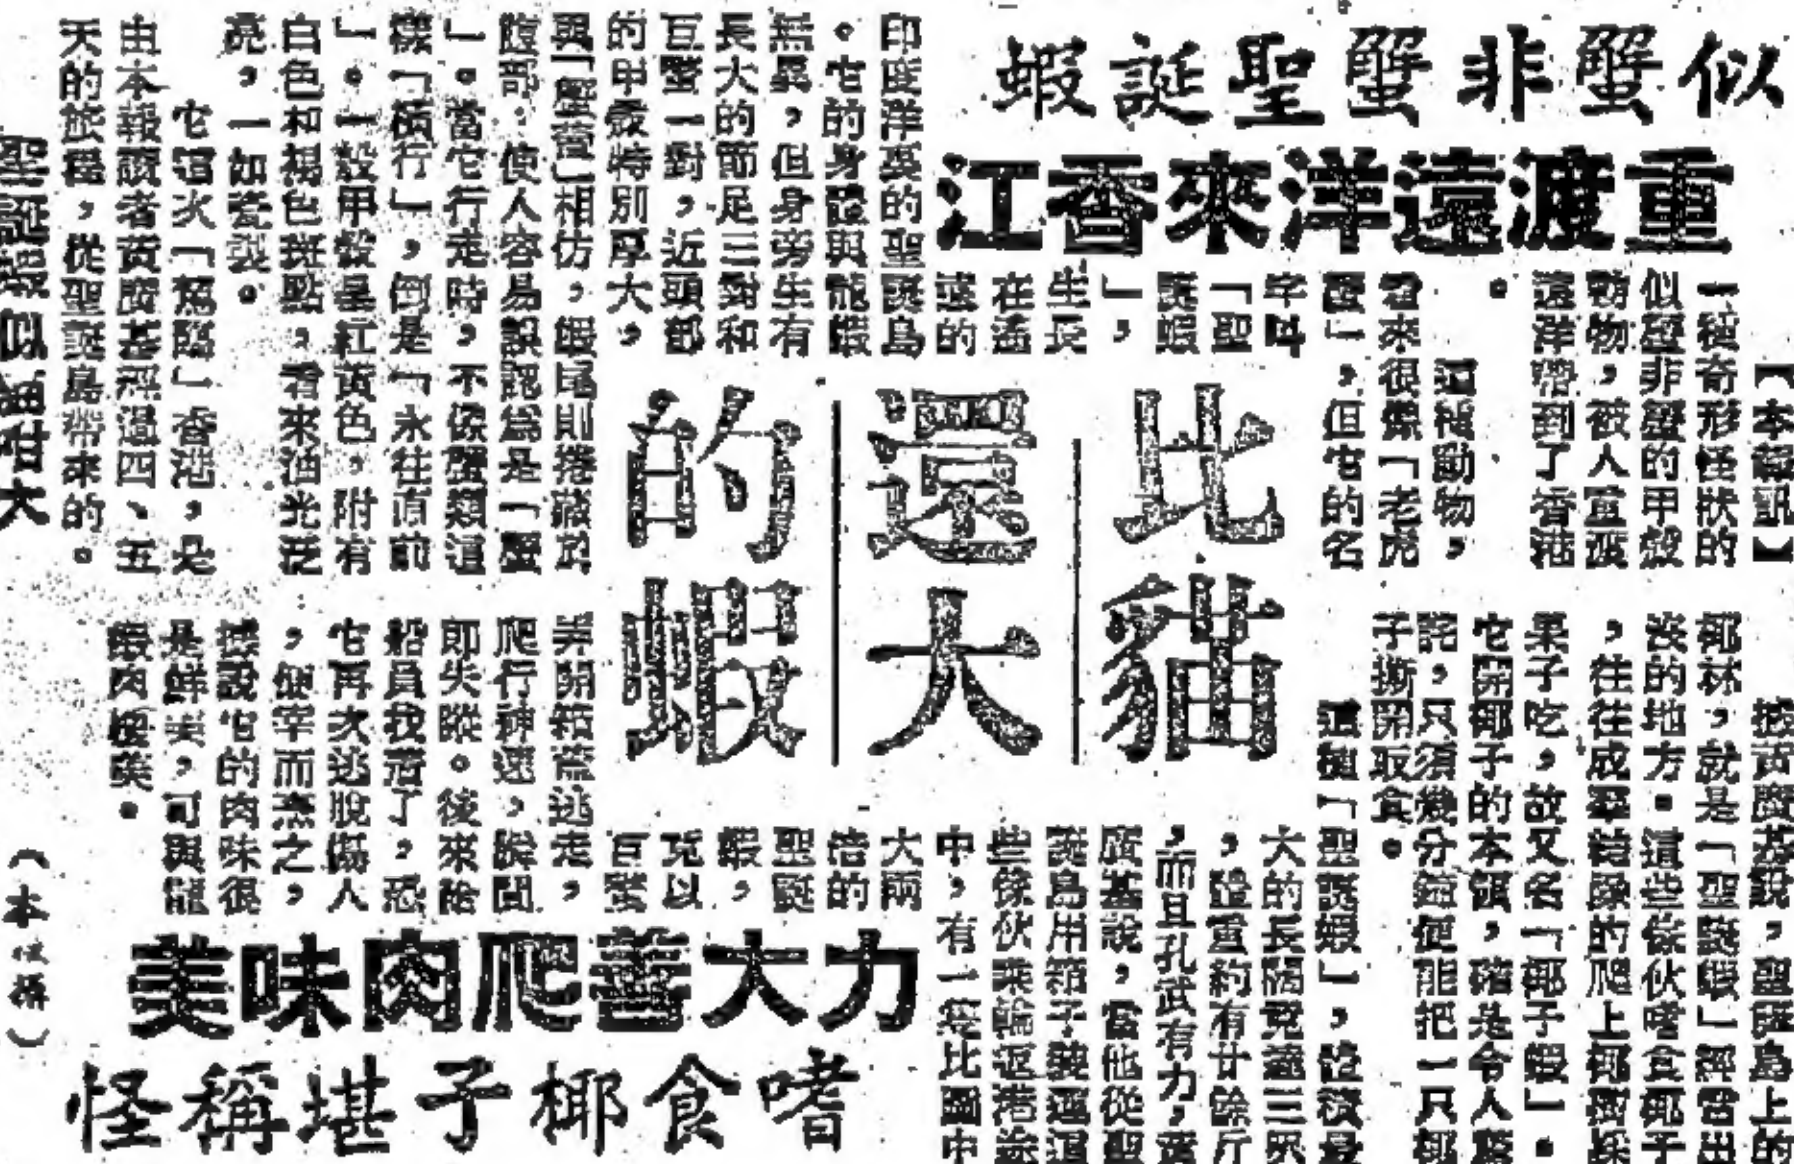 似蟹非蟹聖誕蝦
重渡遠洋來香江
比貓
還大
的蝦
【本報訊】
一種奇形怪狀的
似蟹非蟹的甲殼
動物,被人重渡
遠洋帶到了香港
。
這種動物,
看來很像「老虎
蟹」,但它的名
字叫
「聖
誕蝦
」,
生長
在遙
遠的
印度洋英的聖誕島
。它的身體與龍蝦
無異,但身旁生有
長大的節足三對和
巨螯一對,近頭部
的甲殼特別厚大,
與「蟹蓋」相仿,蝦尾則捲藏於
腹部,使人容易誤認為是「蟹
」。當它行走時,不像蟹類這
樣「橫行」,倒是「永往直前
」。一殼甲殼是紅黃色,附有
白色和褐色斑點,看來油光泛
亮,一如瓷製。
它這次「駕臨」香港,是
由本報讀者黃廣基經過四、五
天的旅程,從聖誕島帶來的。
聖誕蝦似 大
據黃廣基說,聖誕島上的
椰林,就是「聖誕蝦」經常出
沒的地方。這些傢伙嗜食椰子
,往往成羣結隊的爬上椰樹採
果子吃,故又名「椰子蝦」。
它開椰子的本領,確是令人驚
詫,只須幾分鐘便能把一只椰
子撕開取食。
這種「聖誕蝦」,
大的長闊竟達三呎
,體重約有廿餘斤
,而且孔武有力,黃
廣基說,當他從聖
誕島用箱子裝運這
些傢伙乘輪返港途
中,有一隻比圖中
大兩
倍的
聖誕
蝦,
竟以
巨螯
弄開箱蓋逃走,
爬行神速,瞬間
即失蹤。後來給
船員找着了,恐
它再次逃脫傷人
,便宰而烹之,
據說它的肉味很
是鮮美,可與龍
蝦肉媲美。
力大善爬肉味美
嗜食椰子堪稱怪
(本報攝)